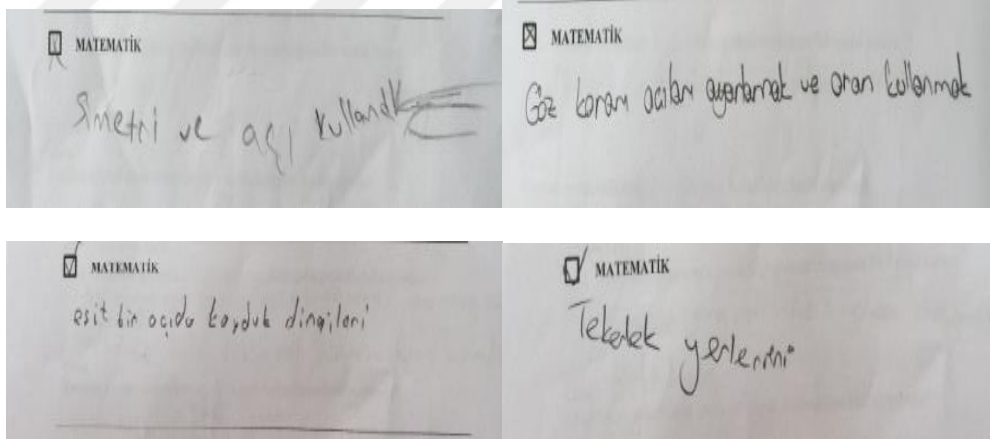 MATEMATİK
Simetri ve açı kullandık
MATEMATİK
Göz kararı açıları ayarlamak ve oran kullanmak
MATEMATİK
eşit bir açıda koyduk dingileri
MATEMATİK
Tekerlek yerlerini